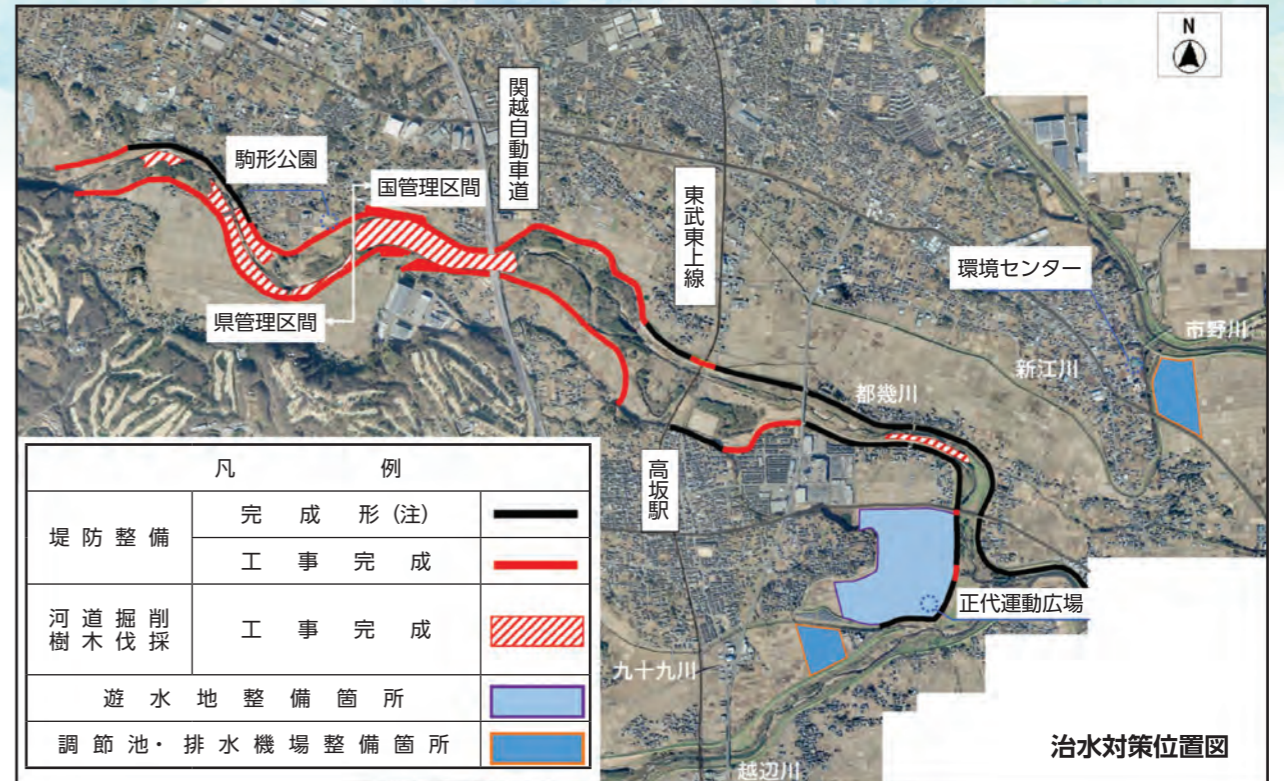 N
関越自動車道
駒形公園
国管理区間
東武東上線
環境センター
県管理区間
市野川
新江川
都幾川
高坂駅
凡例
堤防整備
完成形(注)
工事完成
河道掘削
樹木伐採
工事完成
遊水地整備箇所
調節池・排水機場整備箇所
正代運動広場
九十九川
越辺川
治水対策位置図